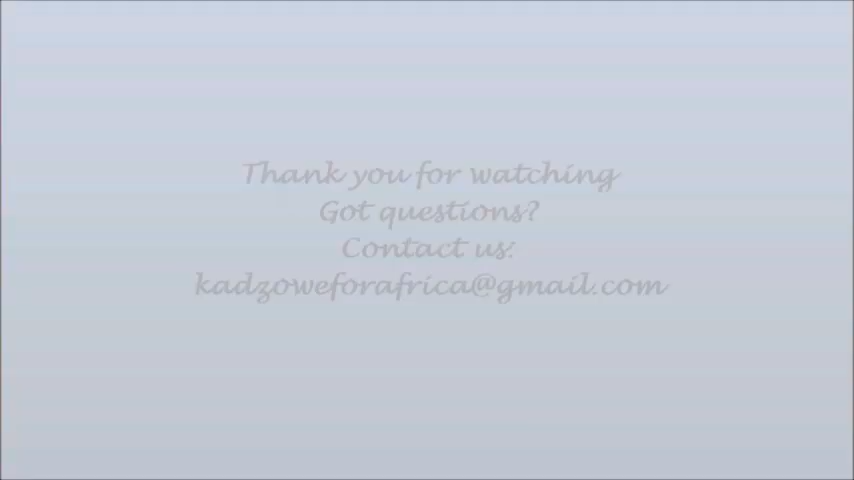 Thank you for watching
Got questions?
Contact us:
kadzoweforafrica@gmail.com